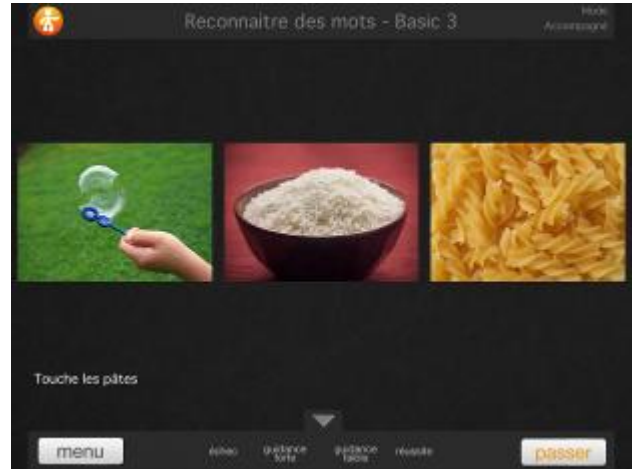 Reconnaitre des mots - Basic 3
Mode
Accompagné
Touche les pâtes
menu
échec
guidance
forte
guidance
faible
réussite
passer